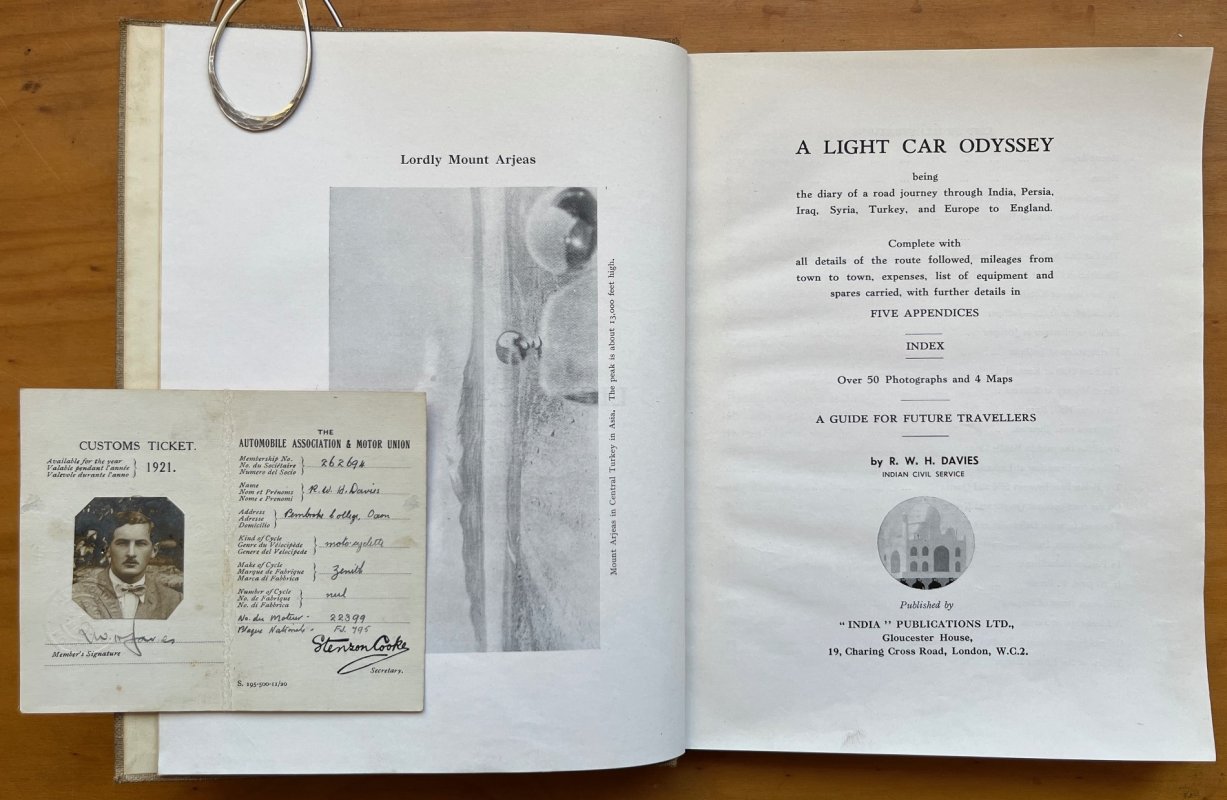 Lordly Mount Arjeas
Mount Arjeas in Central Turkey in Asia. The peak is about 13,000 feet high.
CUSTOMS TICKET.
Available for the year
Valable pendant l'année
Valevole durante l'anno
1921.
Member's Signature
THE
AUTOMOBILE ASSOCIATION & MOTOR UNION
Membership No.
No. du Sociétaire
Numero del Socio
262694
Name
Nom et Prénoms
Nome e Prenomi
R. W. H. Davies
Address
Adresse
Domicilio
Pembroke College, Oxon
Kind of Cycle
Genre du Vélocipède
Genere del Velocipede
motocyclette
Make of Cycle
Marque de Fabrique
Marca di Fabbrica
Zenith
Number of Cycle
No. de Fabrique
No. di Fabbrica
nul
No. du Moteur - 22399
Plaque Nationale - FJ. 795
Stenson Cooke
Secretary.
S. 195-500-11/20
A LIGHT CAR ODYSSEY
being
the diary of a road journey through India, Persia,
Iraq, Syria, Turkey, and Europe to England.
Complete with
all details of the route followed, mileages from
town to town, expenses, list of equipment and
spares carried, with further details in
FIVE APPENDICES
INDEX
Over 50 Photographs and 4 Maps
A GUIDE FOR FUTURE TRAVELLERS
by R. W. H. DAVIES
INDIAN CIVIL SERVICE
Published by
"INDIA" PUBLICATIONS LTD.,
Gloucester House,
19, Charing Cross Road, London, W.C.2.